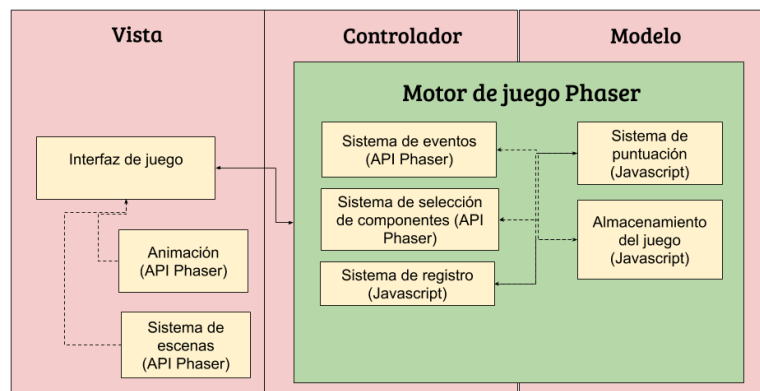 Vista
Controlador
Modelo
Motor de juego Phaser
Interfaz de juego
Animación
(API Phaser)
Sistema de
escenas
(API Phaser)
Sistema de eventos
(API Phaser)
Sistema de selección
de componentes (API
Phaser)
Sistema de registro
(Javascript)
Sistema de
puntuación
(Javascript)
Almacenamiento
del juego
(Javascript)